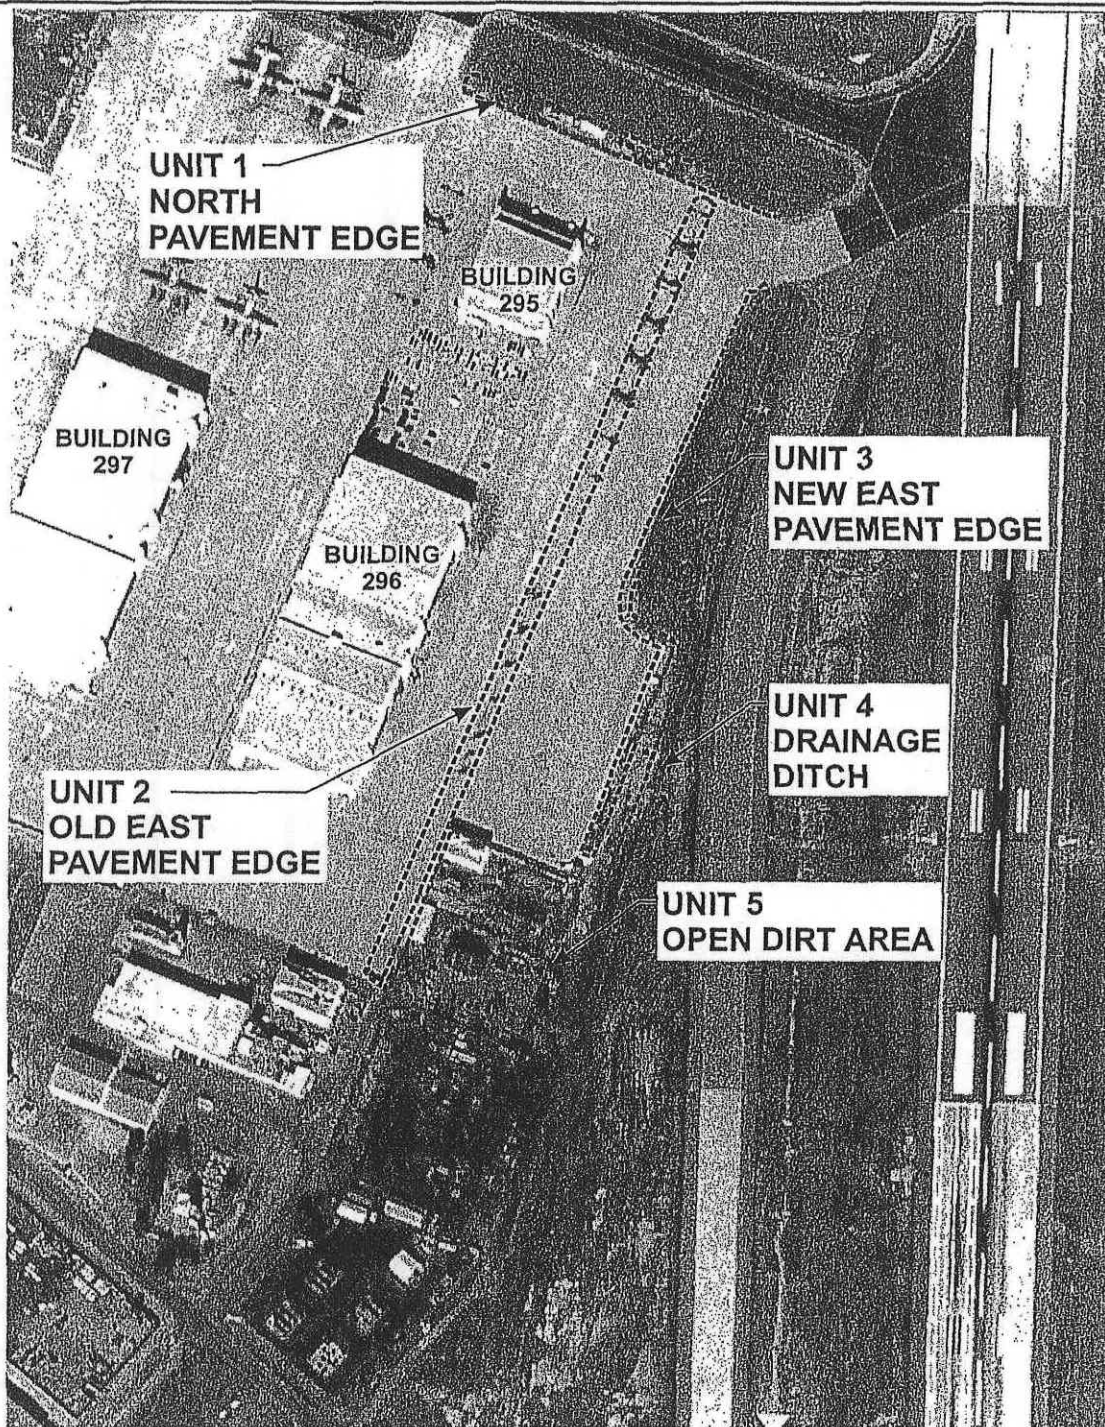 UNIT 1
NORTH
PAVEMENT EDGE
BUILDING
295
BUILDING
297
UNIT 3
NEW EAST
PAVEMENT EDGE
BUILDING
296
UNIT 4
DRAINAGE
DITCH
UNIT 2
OLD EAST
PAVEMENT EDGE
UNIT 5
OPEN DIRT AREA